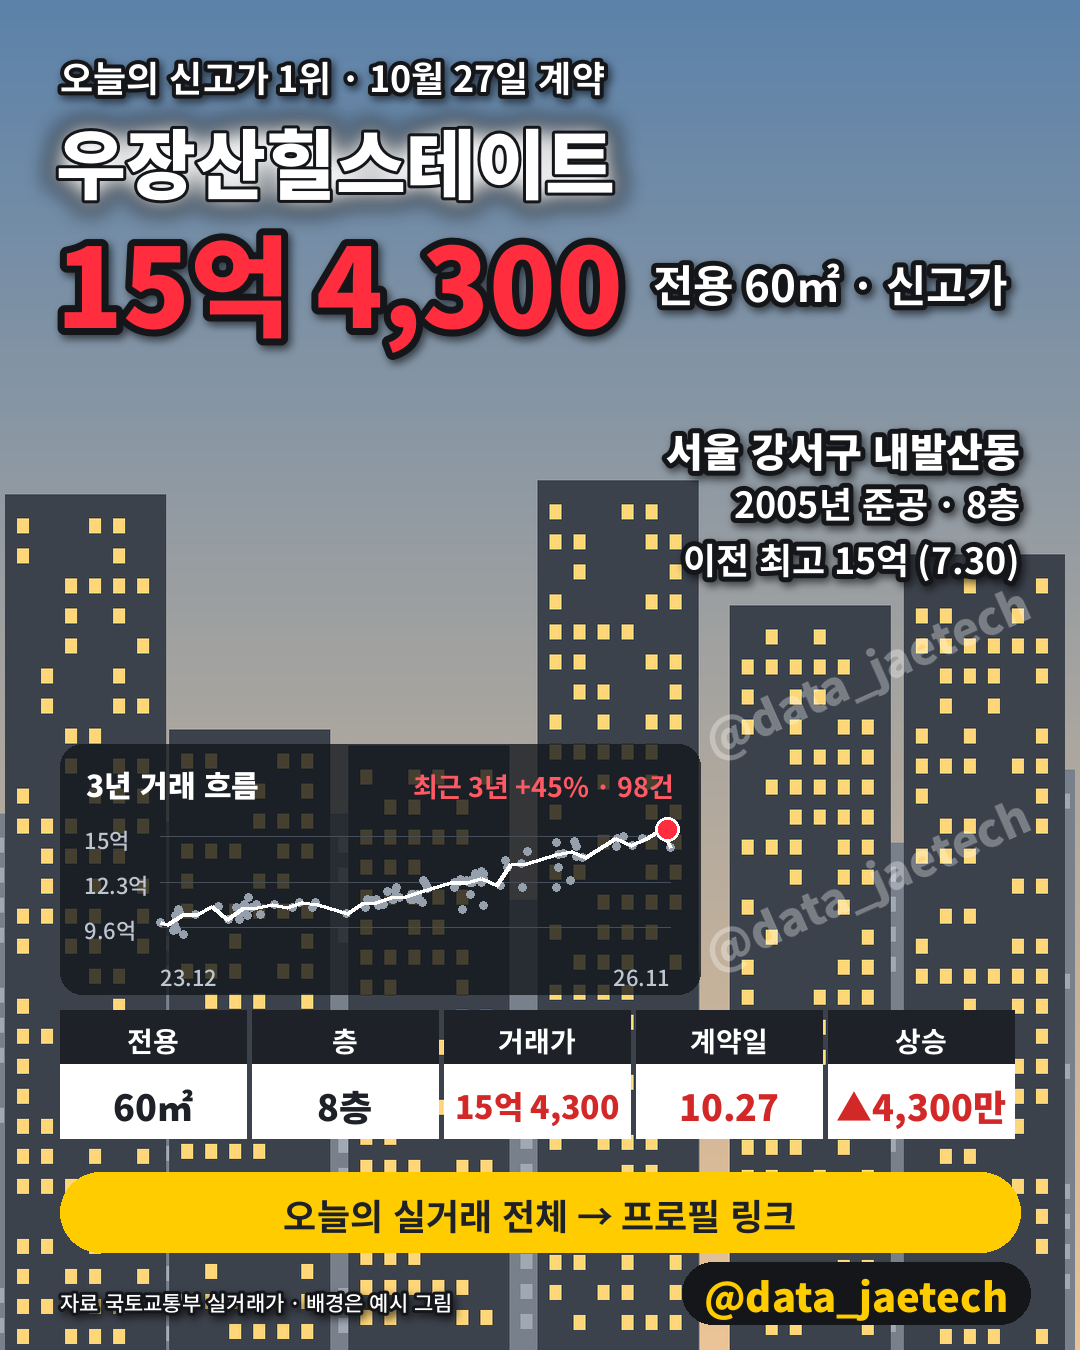 오늘의 신고가 1위 · 10월 27일 계약
우장산힐스테이트
15억 4,300 전용 60㎡ · 신고가
서울 강서구 내발산동
2005년 준공 · 8층
이전 최고 15억 (7.30)
@data_jaetech
3년 거래 흐름 최근 3년 +45% · 98건
15억
12.3억
9.6억
23.12 26.11
@data_jaetech
전용 층 거래가 계약일 상승
60㎡ 8층 15억 4,300 10.27 ▲4,300만
오늘의 실거래 전체 → 프로필 링크
자료 국토교통부 실거래가 · 배경은 예시 그림
@data_jaetech